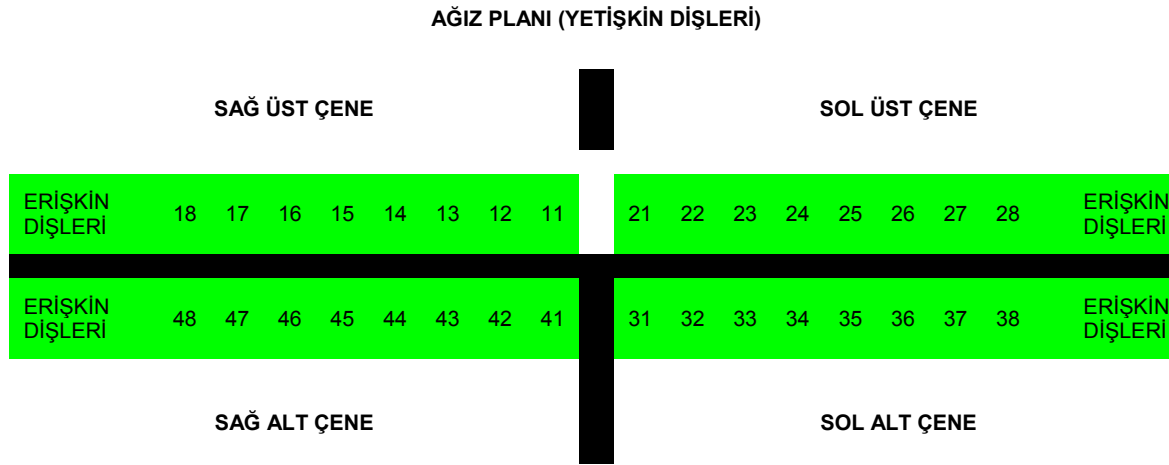 AĞIZ PLANI (YETİŞKİN DİŞLERİ)
SAĞ ÜST ÇENE SOL ÜST ÇENE
ERİŞKİN DİŞLERİ 18 17 16 15 14 13 12 11 21 22 23 24 25 26 27 28 ERİŞKİN DİŞLERİ
ERİŞKİN DİŞLERİ 48 47 46 45 44 43 42 41 31 32 33 34 35 36 37 38 ERİŞKİN DİŞLERİ
SAĞ ALT ÇENE SOL ALT ÇENE